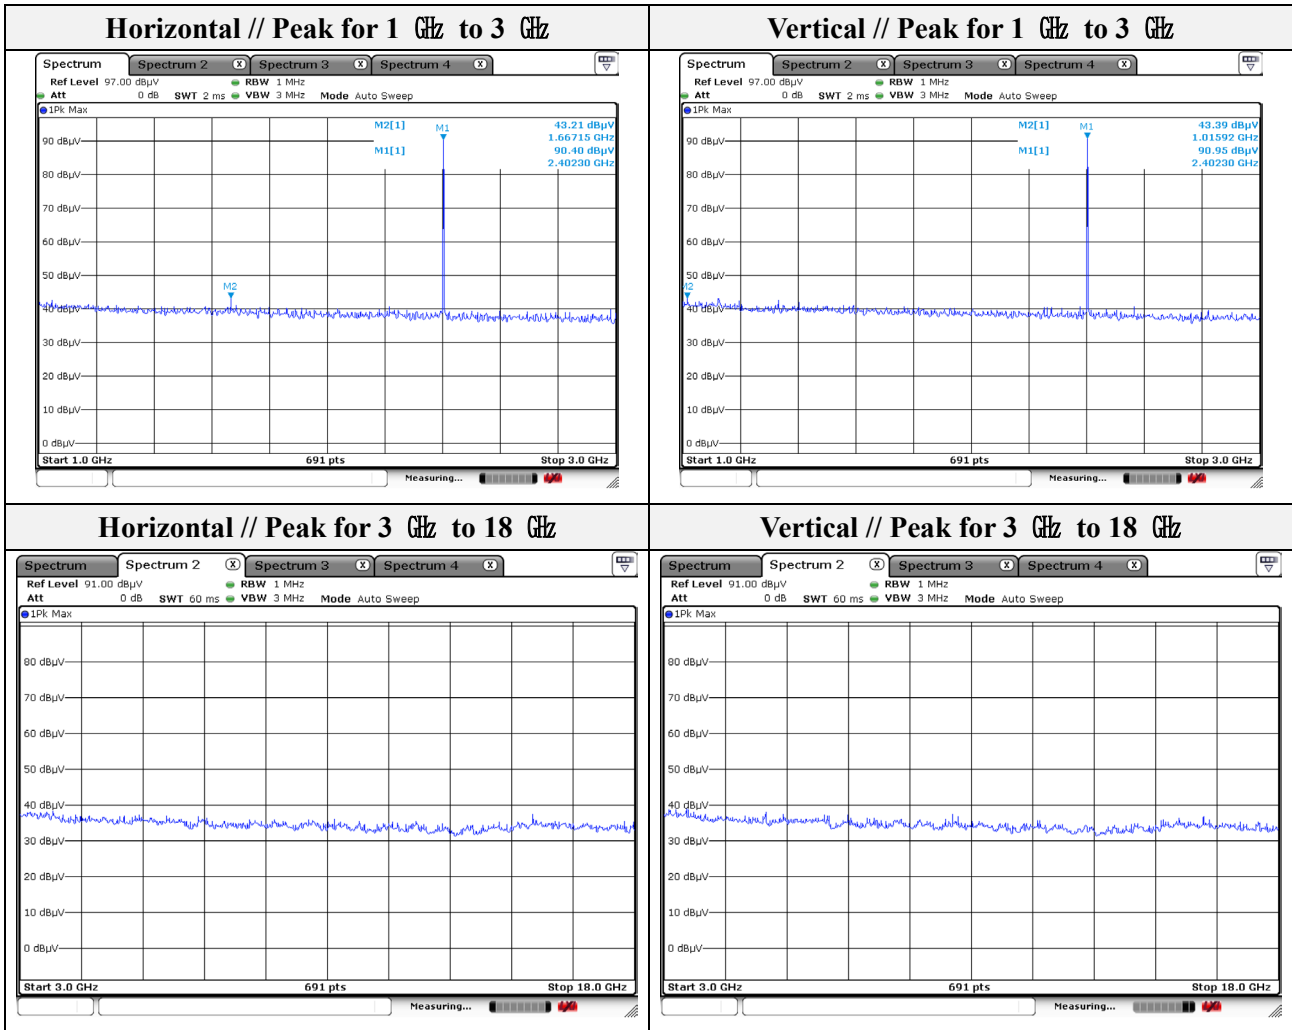 Horizontal // Peak for 1 ㎓ to 3 ㎓
Vertical // Peak for 1 ㎓ to 3 ㎓
Spectrum Spectrum 2 Spectrum 3 Spectrum 4
Ref Level 97.00 dBµV RBW 1 MHz
Att 0 dB SWT 2 ms VBW 3 MHz Mode Auto Sweep
1Pk Max
M2[1] 43.21 dBµV
1.66715 GHz
M1[1] 90.40 dBµV
2.40230 GHz
M1
M2
90 dBµV
80 dBµV
70 dBµV
60 dBµV
50 dBµV
40 dBµV
30 dBµV
20 dBµV
10 dBµV
0 dBµV
Start 1.0 GHz 691 pts Stop 3.0 GHz
Measuring...
Spectrum Spectrum 2 Spectrum 3 Spectrum 4
Ref Level 97.00 dBµV RBW 1 MHz
Att 0 dB SWT 2 ms VBW 3 MHz Mode Auto Sweep
1Pk Max
M2[1] 43.39 dBµV
1.01592 GHz
M1[1] 90.95 dBµV
2.40230 GHz
M1
M2
90 dBµV
80 dBµV
70 dBµV
60 dBµV
50 dBµV
40 dBµV
30 dBµV
20 dBµV
10 dBµV
0 dBµV
Start 1.0 GHz 691 pts Stop 3.0 GHz
Measuring...
Horizontal // Peak for 3 ㎓ to 18 ㎓
Vertical // Peak for 3 ㎓ to 18 ㎓
Spectrum Spectrum 2 Spectrum 3 Spectrum 4
Ref Level 91.00 dBµV RBW 1 MHz
Att 0 dB SWT 60 ms VBW 3 MHz Mode Auto Sweep
1Pk Max
80 dBµV
70 dBµV
60 dBµV
50 dBµV
40 dBµV
30 dBµV
20 dBµV
10 dBµV
0 dBµV
Start 3.0 GHz 691 pts Stop 18.0 GHz
Measuring...
Spectrum Spectrum 2 Spectrum 3 Spectrum 4
Ref Level 91.00 dBµV RBW 1 MHz
Att 0 dB SWT 60 ms VBW 3 MHz Mode Auto Sweep
1Pk Max
80 dBµV
70 dBµV
60 dBµV
50 dBµV
40 dBµV
30 dBµV
20 dBµV
10 dBµV
0 dBµV
Start 3.0 GHz 691 pts Stop 18.0 GHz
Measuring...